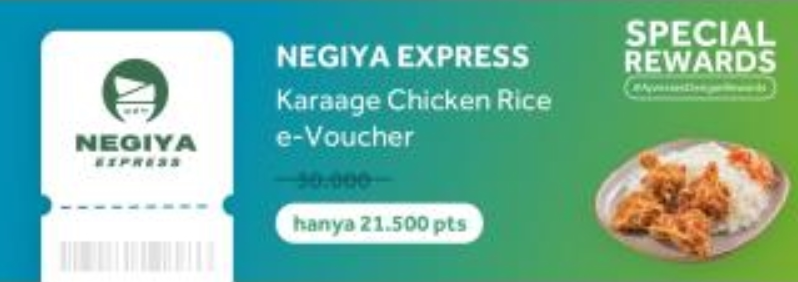 NEGIYA
EXPRESS
NEGIYA EXPRESS
Karaage Chicken Rice
e-Voucher
30.000
hanya 21.500 pts
SPECIAL
REWARDS